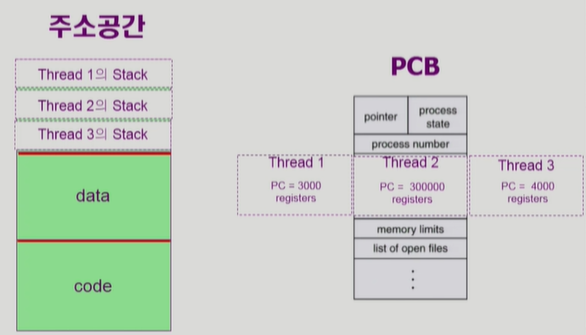 주소공간
Thread 1의 Stack
Thread 2의 Stack
Thread 3의 Stack
data
code
PCB
pointer
process
state
process number
Thread 1
PC = 3000
registers
Thread 2
PC = 300000
registers
Thread 3
PC = 4000
registers
memory limits
list of open files